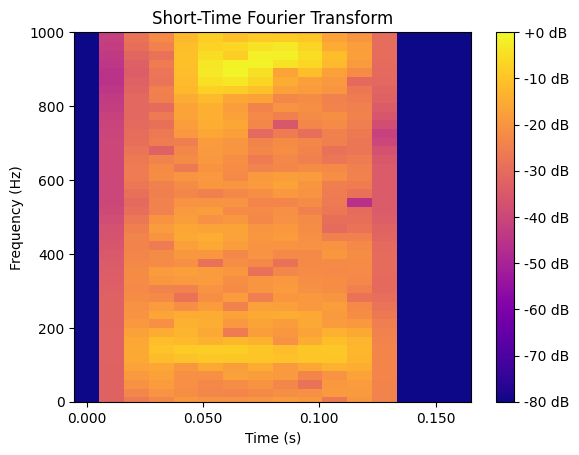 Short-Time Fourier Transform
Frequency (Hz)
1000
800
600
400
200
0
0.000
0.050
0.100
0.150
Time (s)
+0 dB
-10 dB
-20 dB
-30 dB
-40 dB
-50 dB
-60 dB
-70 dB
-80 dB